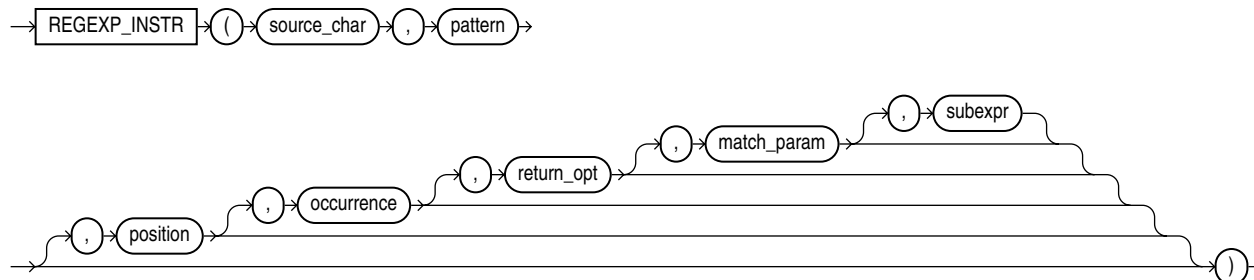 REGEXP_INSTR ( source_char , pattern
, subexpr
, match_param
, return_opt
, occurrence
, position
)